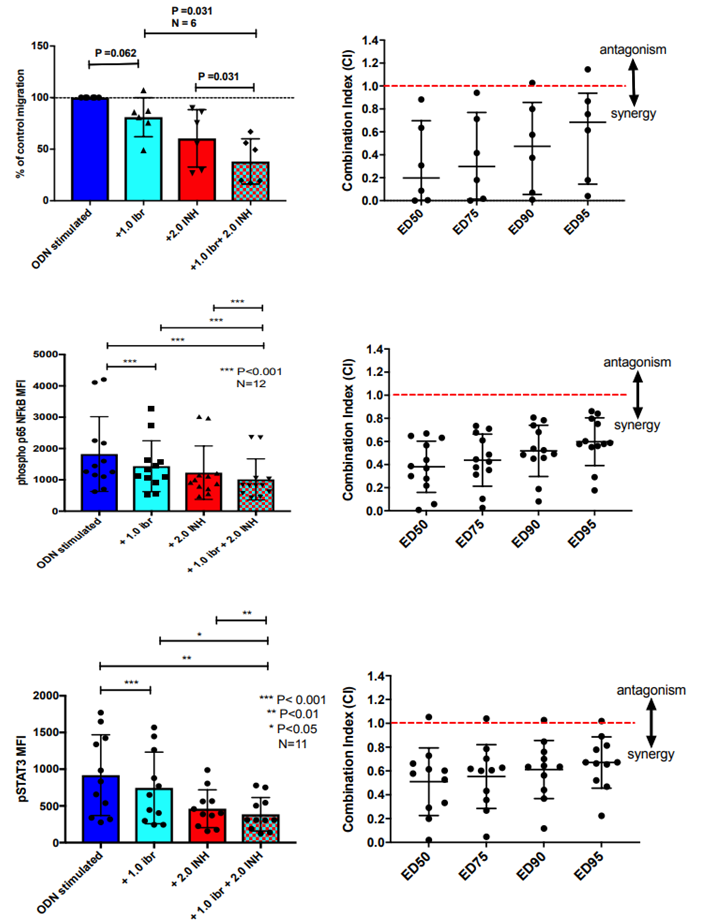 P =0.031
N = 6
P =0.062
P =0.031
% of control migration
150
100
50
0
ODN stimulated
+1.0 Ibr
+2.0 INH
+1.0 Ibr+ 2.0 INH
Combination Index (CI)
1.4
1.2
1.0
0.8
0.6
0.4
0.2
0.0
antagonism
synergy
ED50
ED75
ED90
ED95
***
***
***
***
*** P<0.001
N=12
phospho p65 NFkB MFI
5000
4000
3000
2000
1000
0
ODN stimulated
+ 1.0 ibr
+ 2.0 INH
+ 1.0 ibr+ 2.0 INH
Combination Index (CI)
1.4
1.2
1.0
0.8
0.6
0.4
0.2
0.0
antagonism
synergy
ED50
ED75
ED90
ED95
**
*
**
***
*** P< 0.001
** P<0.01
* P<0.05
N=11
pSTAT3 MFI
2000
1500
1000
500
0
ODN stimulated
+ 1.0 ibr
+ 2.0 INH
+ 1.0 ibr + 2.0 INH
Combination Index (CI)
1.4
1.2
1.0
0.8
0.6
0.4
0.2
0.0
antagonism
synergy
ED50
ED75
ED90
ED95